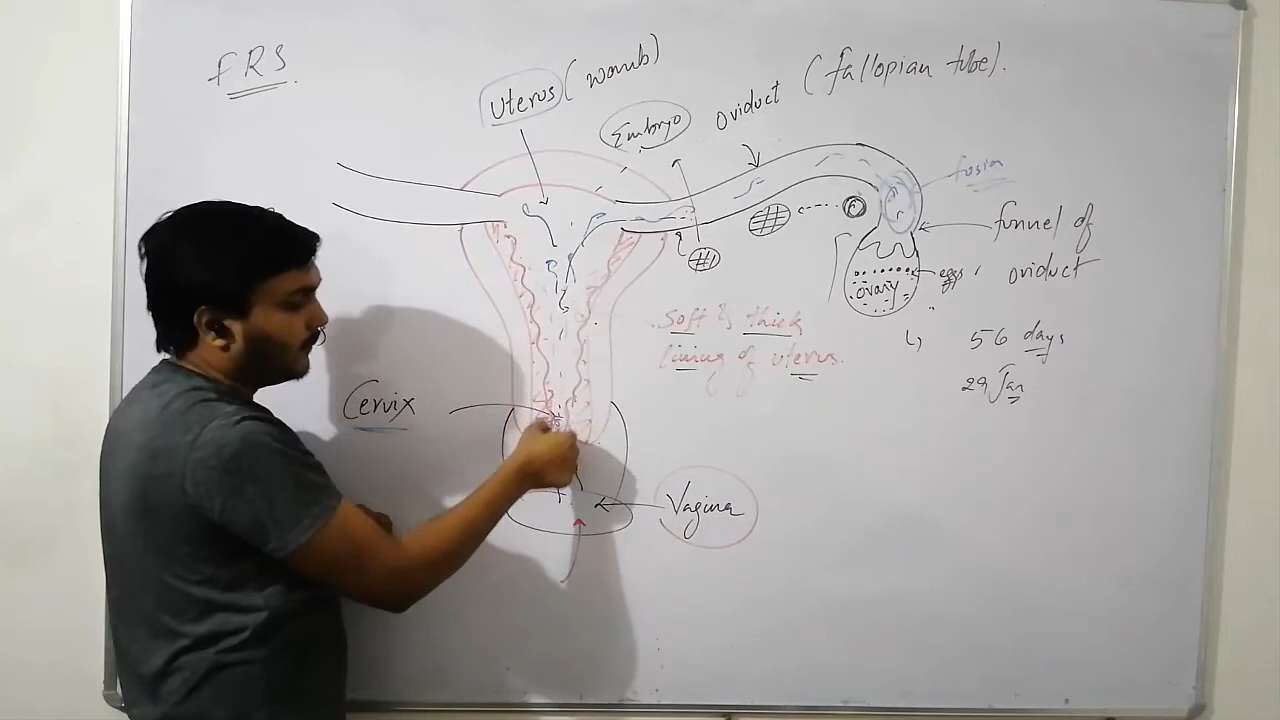 FRS.
Uterus (womb)
Embryo
Oviduct (fallopian tube).
fusion
funnel of
oviduct
eggs
ovary
56 days
29 Jan
soft & thick
lining of uterus.
Cervix
Vagina